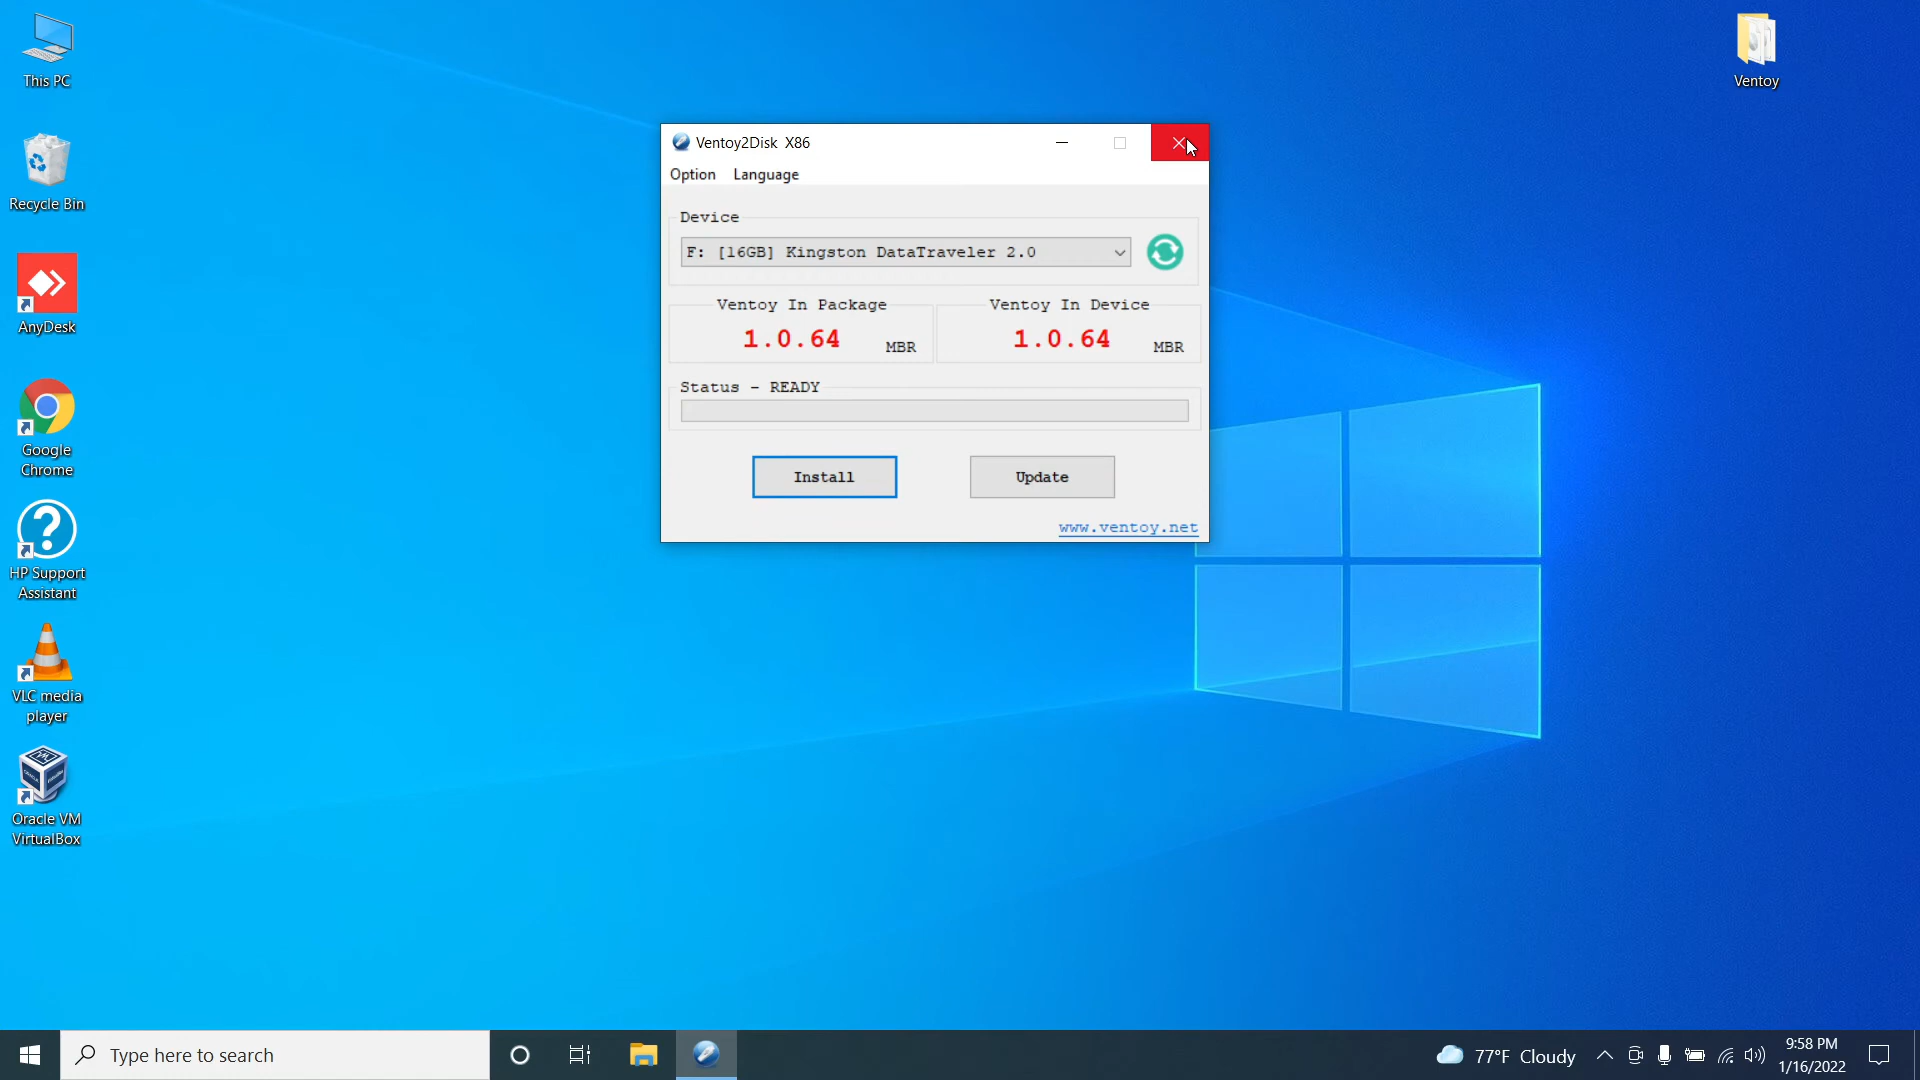 This PC
Recycle Bin
AnyDesk
Google
Chrome
HP Support
Assistant
VLC media
player
Oracle VM
VirtualBox
Ventoy
Ventoy2Disk X86
Option Language
Device
F: [16GB] Kingston DataTraveler 2.0
Ventoy In Package
1.0.64 MBR
Ventoy In Device
1.0.64 MBR
Status - READY
Install
Update
www.ventoy.net
Type here to search
77°F Cloudy
9:58 PM
1/16/2022